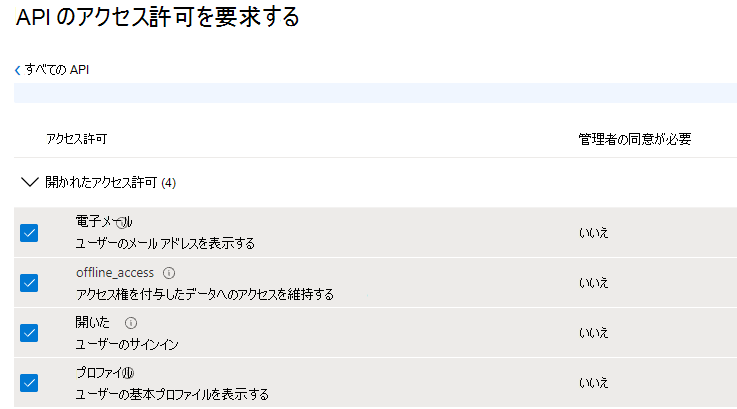 API のアクセス許可を要求する
すべての API
アクセス許可 管理者の同意が必要
開かれたアクセス許可 (4)
電子メール
ユーザーのメール アドレスを表示する いいえ
offline_access
アクセス権を付与したデータへのアクセスを維持する いいえ
開いた
ユーザーのサインイン いいえ
プロファイル
ユーザーの基本プロファイルを表示する いいえ